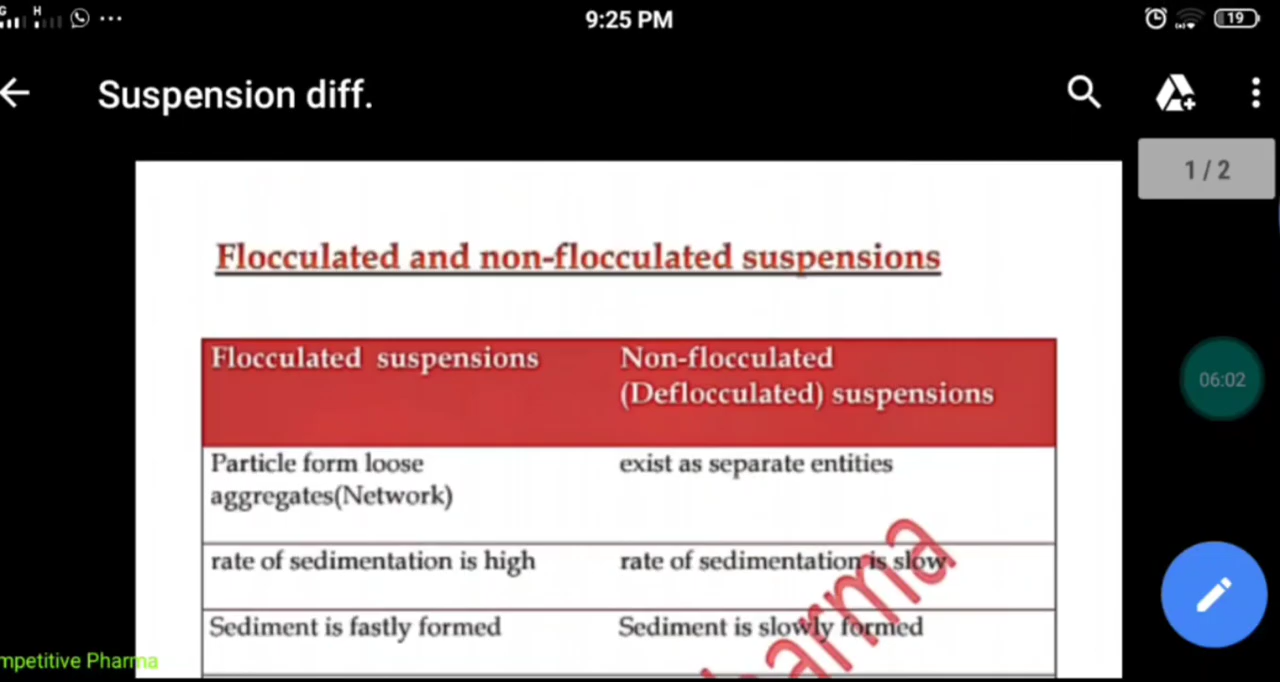 G H ... 9:25 PM 19
Suspension diff.
1 / 2
Flocculated and non-flocculated suspensions
Flocculated suspensions
Non-flocculated
(Deflocculated) suspensions
06:02
Particle form loose
aggregates(Network)
exist as separate entities
rate of sedimentation is high
rate of sedimentation is slow
Sediment is fastly formed
Sediment is slowly formed
arma
mpetitive Pharma